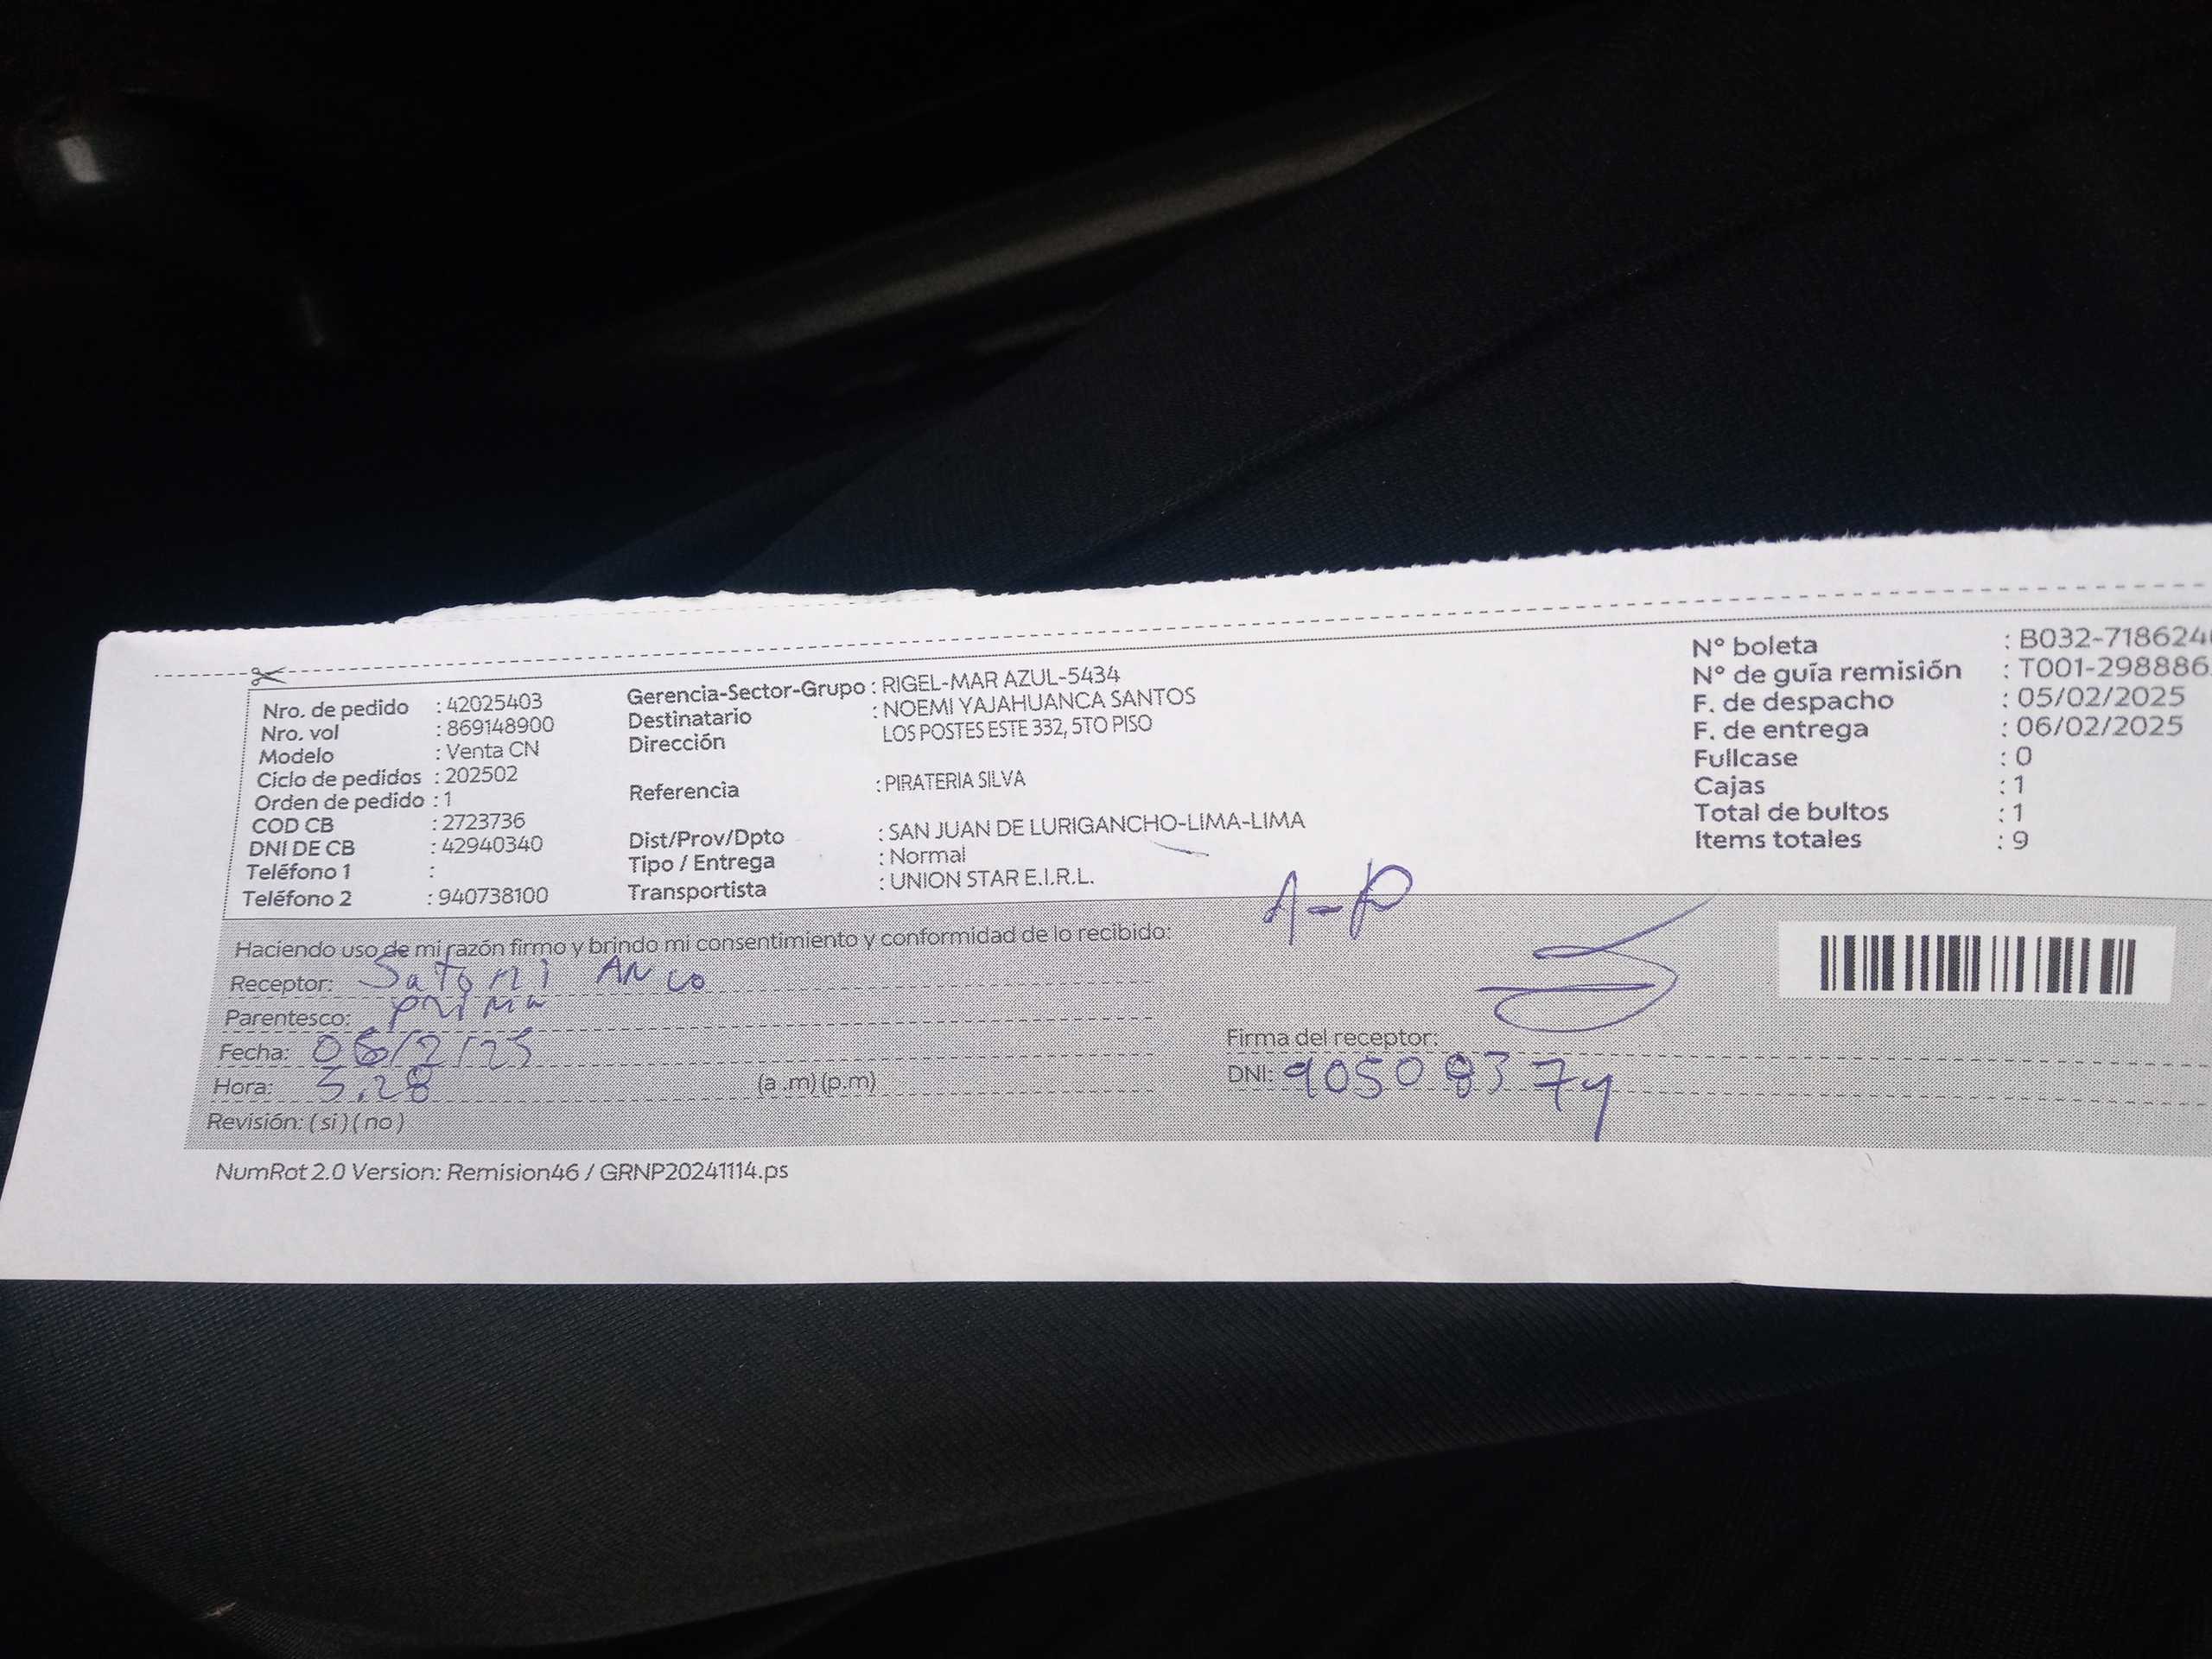 Nro. de pedido : 42025403
Nro. vol : 869148900
Modelo : Venta CN
Ciclo de pedidos : 202502
Orden de pedido : 1
COD CB : 2723736
DNI DE CB : 42940340
Teléfono 1 :
Teléfono 2 : 940738100
Gerencia-Sector-Grupo : RIGEL-MAR AZUL-5434
Destinatario : NOEMI YAJAHUANCA SANTOS
Dirección LOS POSTES ESTE 332, 5TO PISO
Referencia : PIRATERIA SILVA
Dist/Prov/Dpto : SAN JUAN DE LURIGANCHO-LIMA-LIMA
Tipo / Entrega : Normal
Transportista : UNION STAR E.I.R.L.
N° boleta : B032-718624
N° de guía remisión : T001-298886
F. de despacho : 05/02/2025
F. de entrega : 06/02/2025
Fullcase : 0
Cajas : 1
Total de bultos : 1
Items totales : 9
Haciendo uso de mi razón firmo y brindo mi consentimiento y conformidad de lo recibido:
Receptor: Satomi ANCO
Parentesco: prima
Fecha: 06/2/25
Hora: 5.28 (a .m) (p.m)
Revisión: ( si ) ( no )
Firma del receptor:
DNI: 90508374
NumRot 2.0 Version: Remision46 / GRNP20241114.ps